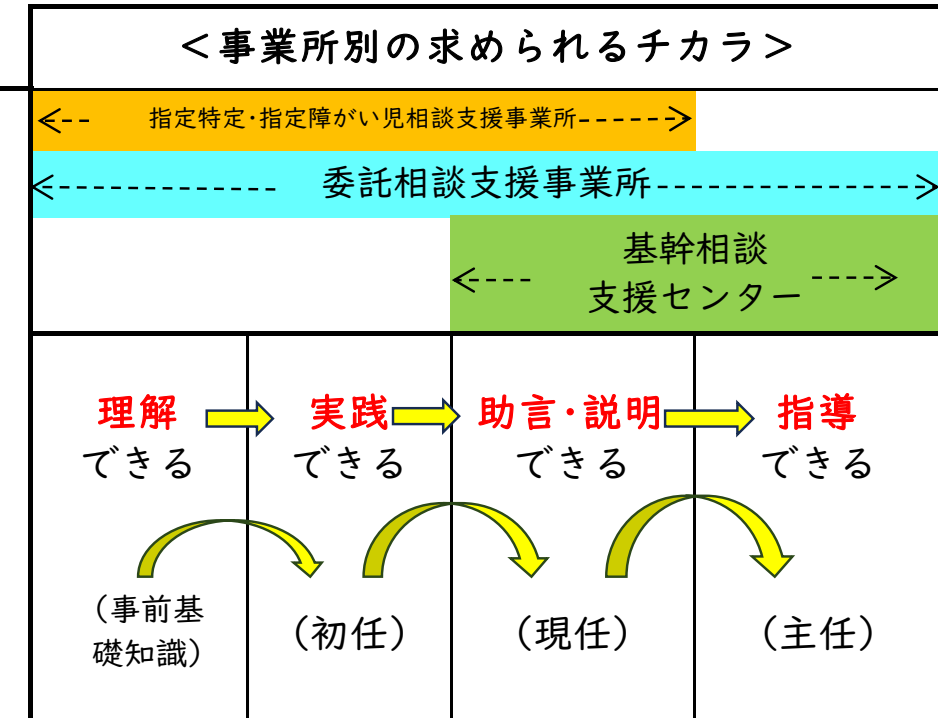 ＜事業所別の求められるチカラ＞
指定特定・指定障がい児相談支援事業所
委託相談支援事業所
基幹相談
支援センター
理解
できる
実践
できる
助言・説明
できる
指導
できる
（事前基
礎知識）
（初任）
（現任）
（主任）